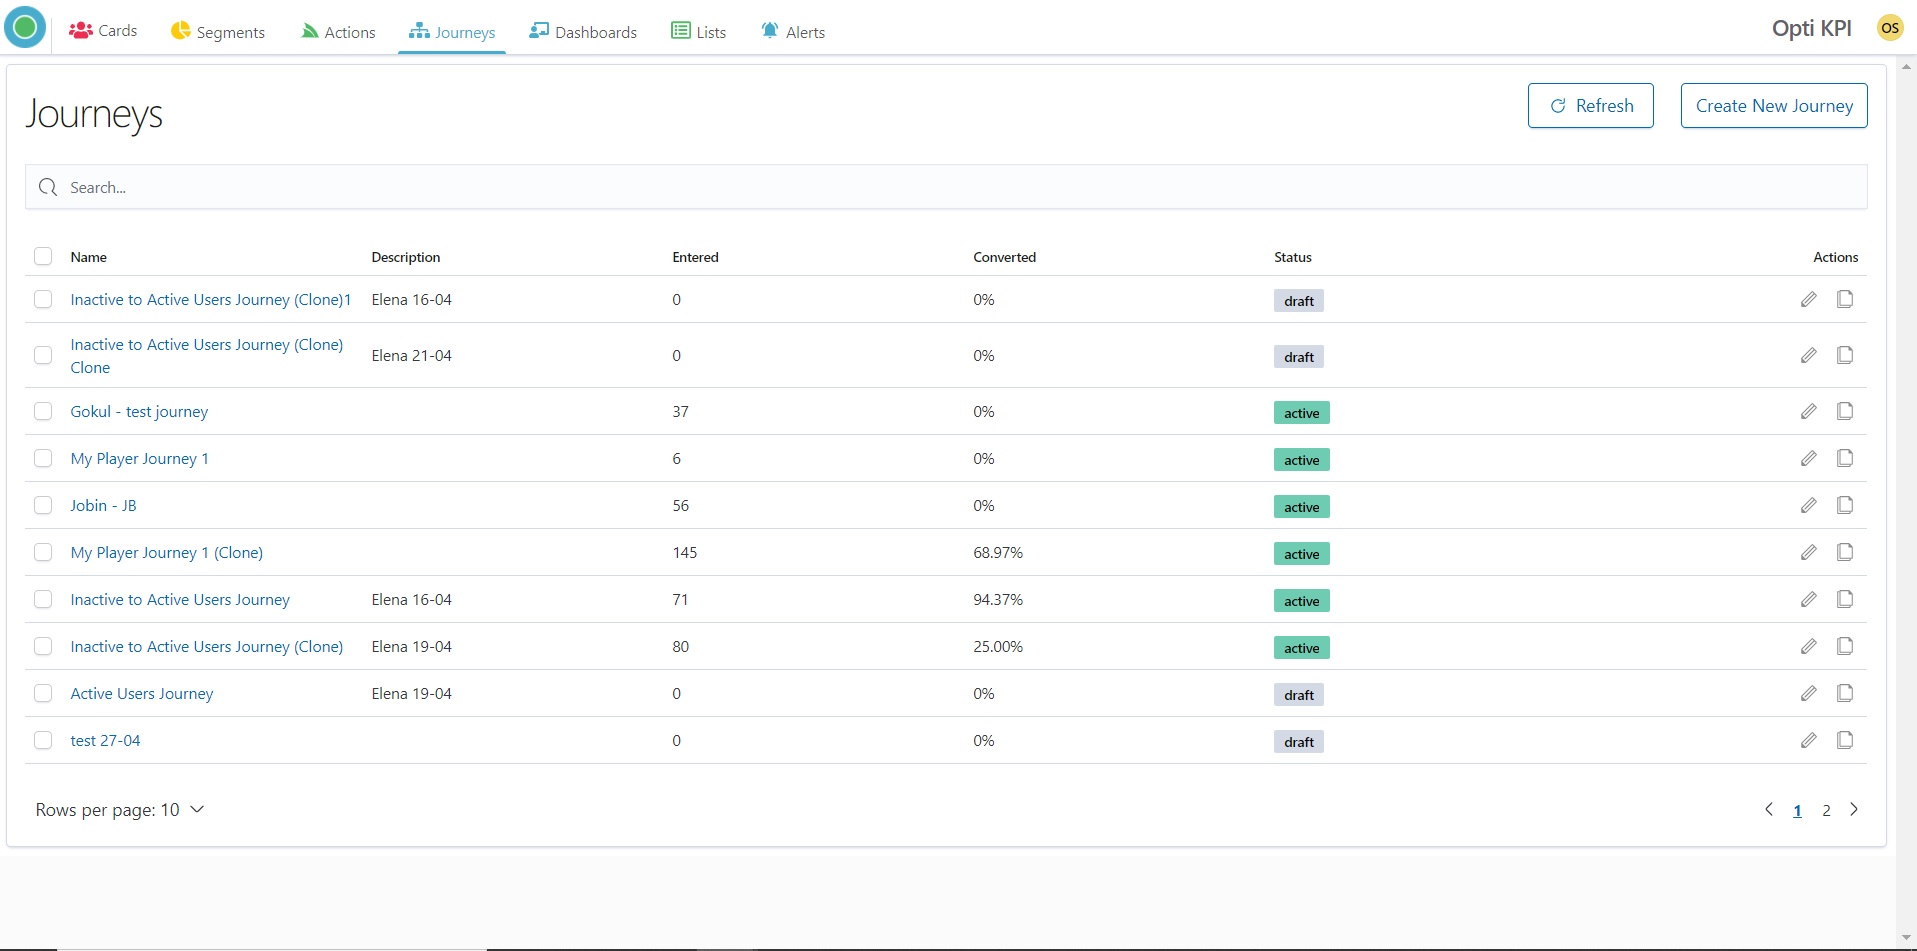 Cards Segments Actions Journeys Dashboards Lists Alerts Opti KPI OS
Journeys Refresh Create New Journey
Search...
Name Description Entered Converted Status Actions
Inactive to Active Users Journey (Clone)1 Elena 16-04 0 0% draft
Inactive to Active Users Journey (Clone)
Clone Elena 21-04 0 0% draft
Gokul - test journey 37 0% active
My Player Journey 1 6 0% active
Jobin - JB 56 0% active
My Player Journey 1 (Clone) 145 68.97% active
Inactive to Active Users Journey Elena 16-04 71 94.37% active
Inactive to Active Users Journey (Clone) Elena 19-04 80 25.00% active
Active Users Journey Elena 19-04 0 0% draft
test 27-04 0 0% draft
Rows per page: 10 1 2